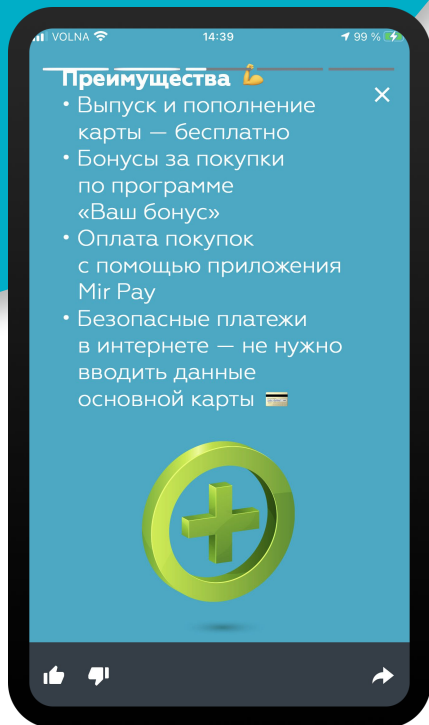 VOLNA 14:39 99 %
Преимущества 💪
• Выпуск и пополнение
карты — бесплатно
• Бонусы за покупки
по программе
«Ваш бонус»
• Оплата покупок
с помощью приложения
Mir Pay
• Безопасные платежи
в интернете — не нужно
вводить данные
основной карты 💳